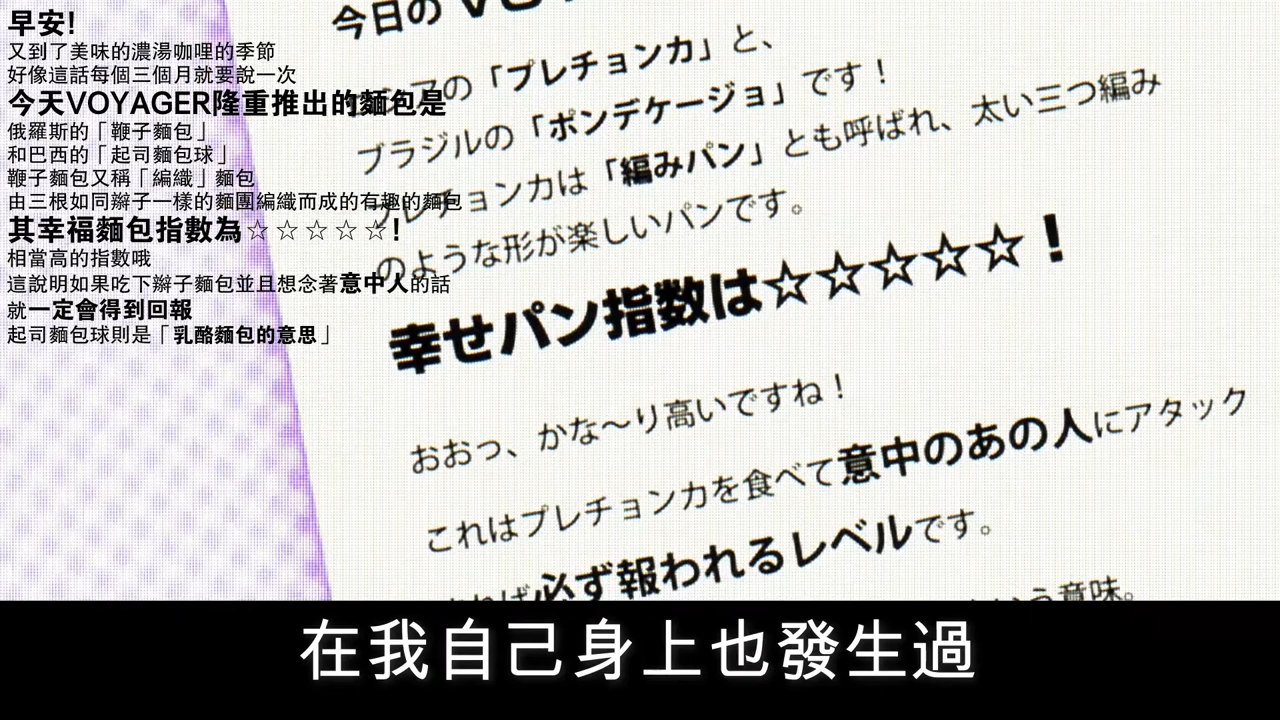 早安!
又到了美味的濃湯咖哩的季節
好像這話每個三個月就要說一次
今天VOYAGER隆重推出的麵包是
俄羅斯的「鞭子麵包」
和巴西的「起司麵包球」
鞭子麵包又稱「編織」麵包
由三根如同辮子一樣的麵團編織而成的有趣的麵包
其幸福麵包指數為☆☆☆☆☆!
相當高的指數哦
這說明如果吃下辮子麵包並且想念著意中人的話
就一定會得到回報
起司麵包球則是「乳酪麵包的意思」
今日の
の「プレチョンカ」と、
ブラジルの「ポンデケージョ」です！
プレチョンカは「編みパン」とも呼ばれ、太い三つ編み
のような形が楽しいパンです。
幸せパン指数は☆☆☆☆☆！
おおっ、かな〜り高いですね！
これはプレチョンカを食べて意中のあの人にアタック
必ず報われるレベルです。
いう意味。
在我自己身上也發生過